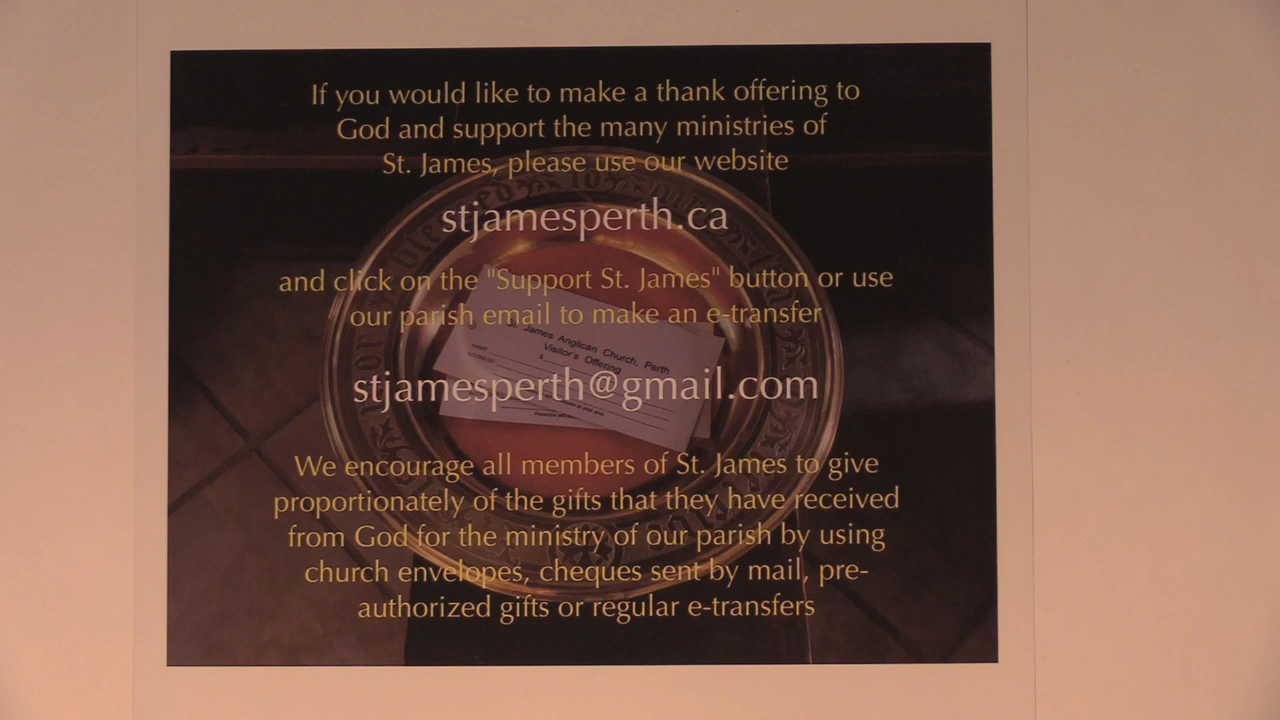 If you would like to make a thank offering to
God and support the many ministries of
St. James, please use our website
stjamesperth.ca
and click on the "Support St. James" button or use
our parish email to make an e-transfer
St. James Anglican Church, Perth
Visitor's Offering
NAME
ADDRESS
stjamesperth@gmail.com
We encourage all members of St. James to give
proportionately of the gifts that they have received
from God for the ministry of our parish by using
church envelopes, cheques sent by mail, pre-
authorized gifts or regular e-transfers